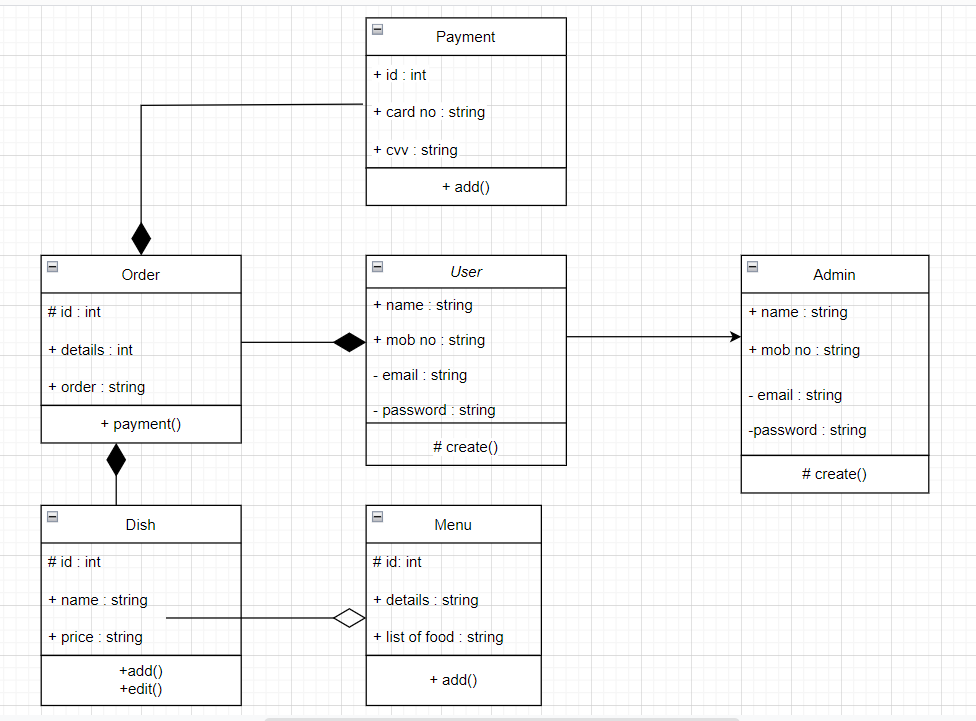 Payment
+ id : int
+ card no : string
+ cvv : string
+ add()
Order
# id : int
+ details : int
+ order : string
+ payment()
User
+ name : string
+ mob no : string
- email : string
- password : string
# create()
Admin
+ name : string
+ mob no : string
- email : string
-password : string
# create()
Dish
# id : int
+ name : string
+ price : string
+add()
+edit()
Menu
# id: int
+ details : string
+ list of food : string
+ add()